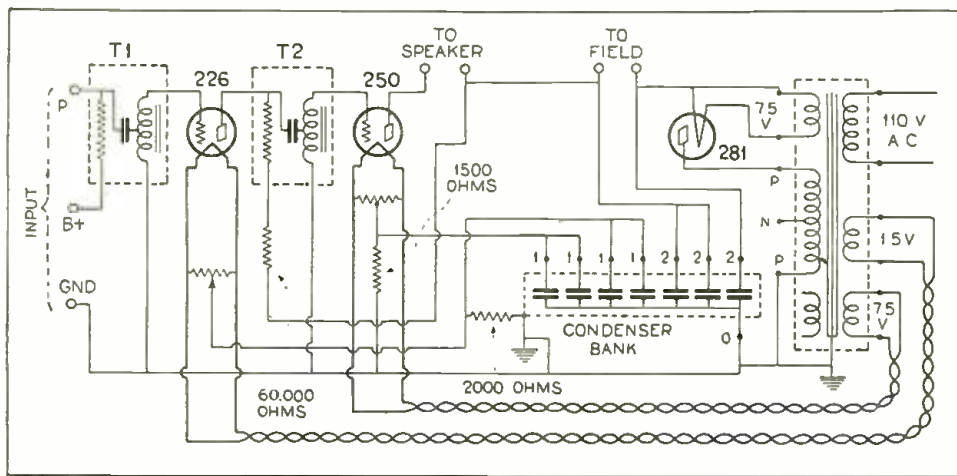 T1
T2
226
250
TO
SPEAKER
TO
FIELD
281
7.5
V
110 V
A C
P
B+
INPUT
GND
1500
OHMS
P
N
P
1.5 V
7.5
V
1 1 1 1 2 2 2
CONDENSER
BANK
0
60,000
OHMS
2000 OHMS